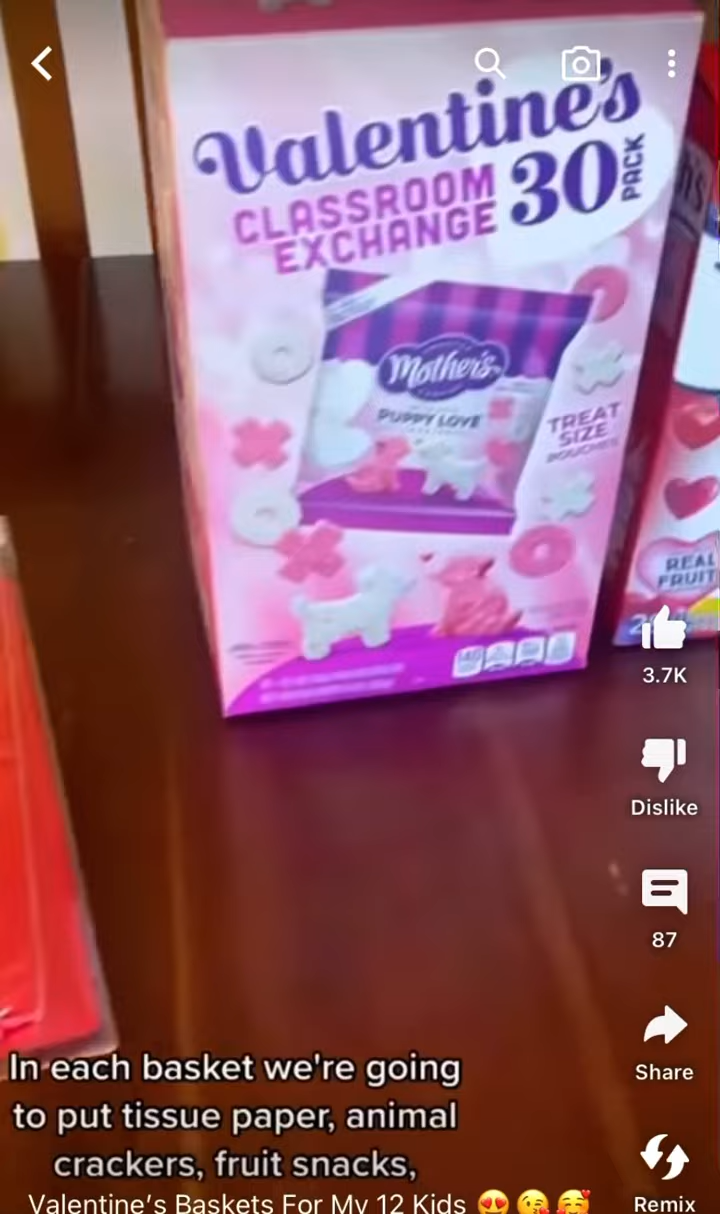 Valentine's
CLASSROOM
EXCHANGE
30
PACK
Mother's
PUPPY LOVE
TREAT
SIZE
POUCHES
REAL
FRUIT
3.7K
Dislike
87
Share
In each basket we're going
to put tissue paper, animal
crackers, fruit snacks,
Valentine's Baskets For My 12 Kids 😍😘🥰
Remix